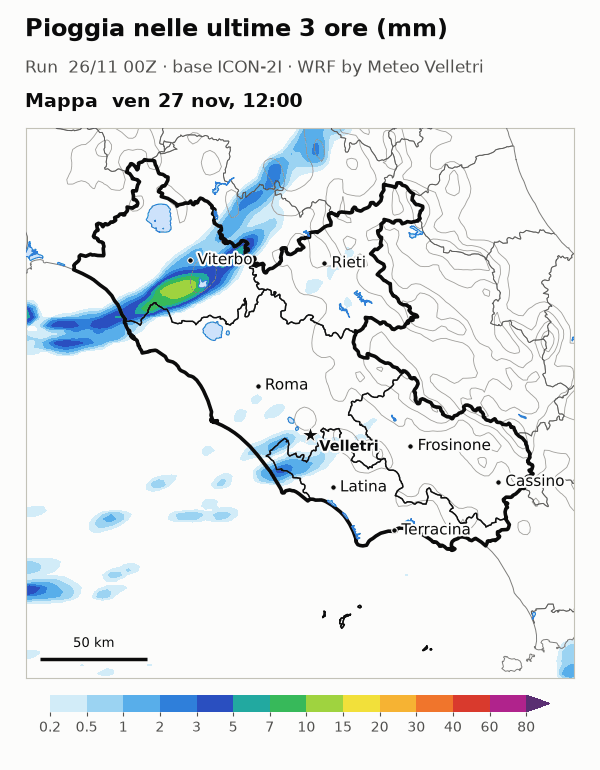 Pioggia nelle ultime 3 ore (mm)
Run  26/11 00Z · base ICON-2I · WRF by Meteo Velletri
Mappa  ven 27 nov, 12:00
Viterbo
Rieti
Roma
Velletri
Frosinone
Cassino
Latina
Terracina
50 km
0.2 0.5 1 2 3 5 7 10 15 20 30 40 60 80